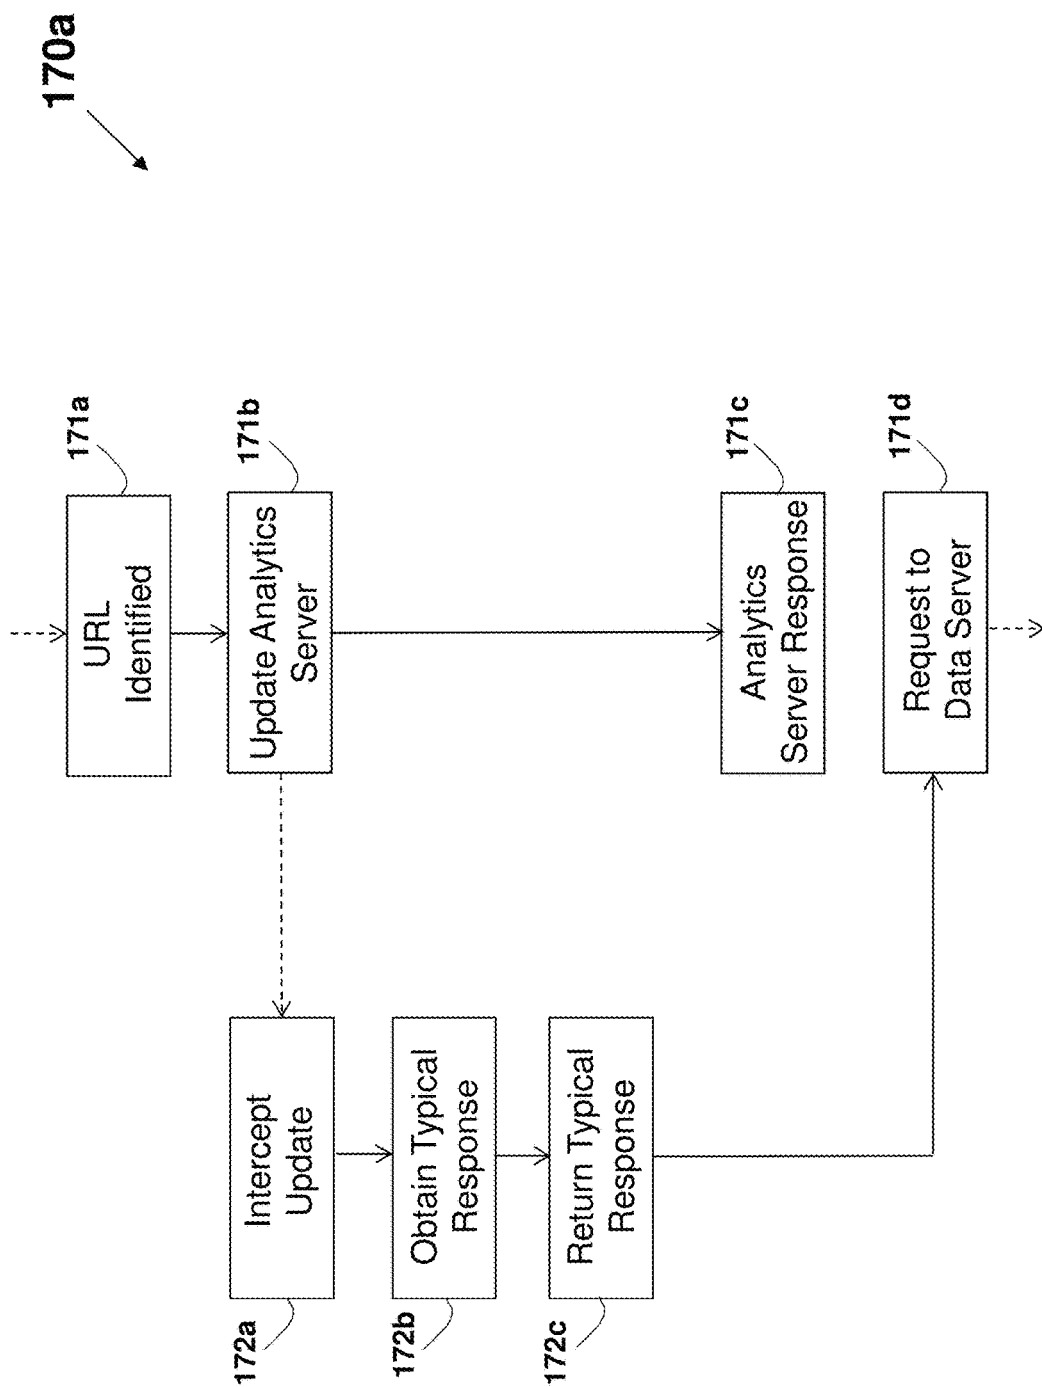 170a
171a
URL
Identified
171b
Update Analytics
Server
171c
Analytics
Server Response
171d
Request to
Data Server
172a
Intercept
Update
172b
Obtain Typical
Response
172c
Return Typical
Response